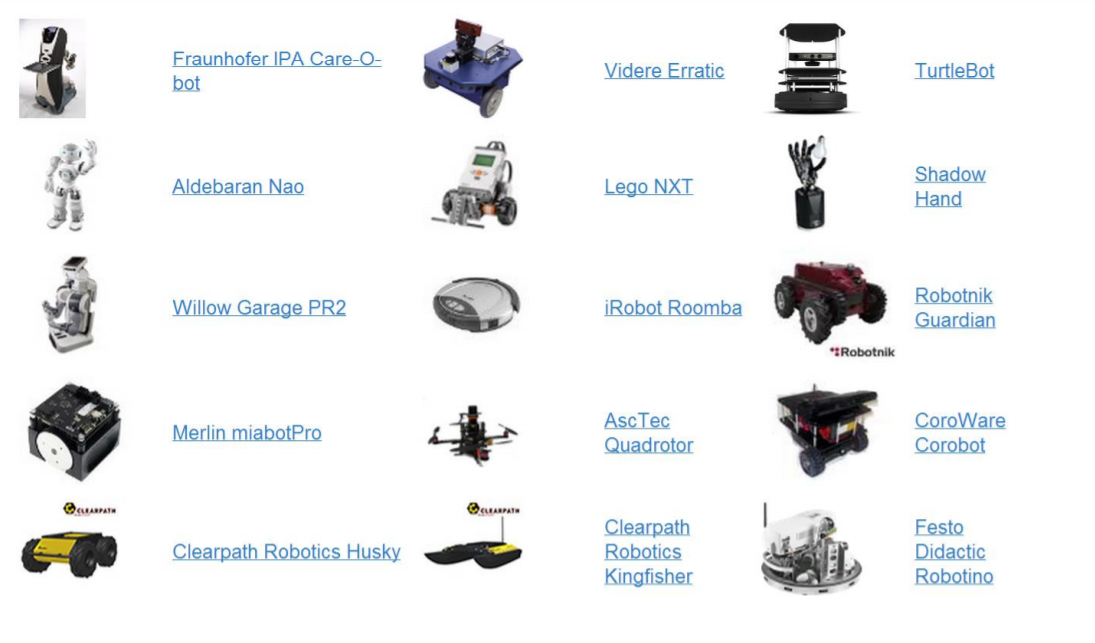 Fraunhofer IPA Care-O-
bot
Videre Erratic
TurtleBot
Aldebaran Nao
Lego NXT
Shadow
Hand
Willow Garage PR2
iRobot Roomba
Robotnik
Guardian
Robotnik
Merlin miabotPro
AscTec
Quadrotor
CoroWare
Corobot
CLEARPATH
Clearpath Robotics Husky
CLEARPATH
Clearpath
Robotics
Kingfisher
Festo
Didactic
Robotino